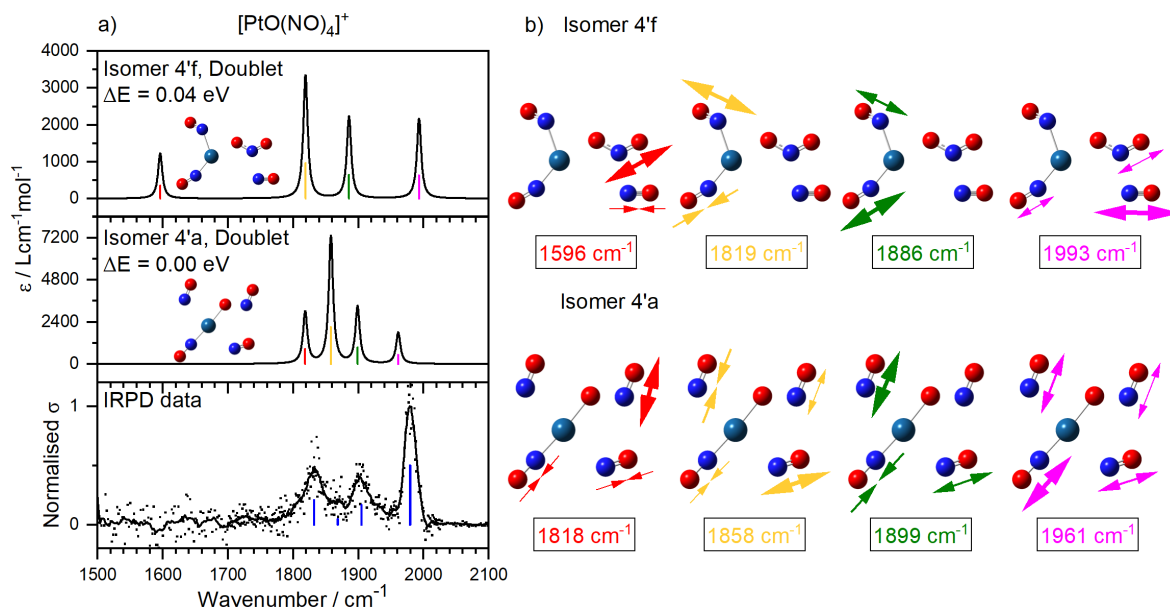 a)
[PtO(NO)₄]⁺
4000
3000
2000
1000
0
Isomer 4'f, Doublet
ΔE = 0.04 eV
7200
4800
2400
0
Isomer 4'a, Doublet
ΔE = 0.00 eV
ε / Lcm⁻¹mol⁻¹
IRPD data
1
0
Normalised σ
1500
1600
1700
1800
1900
2000
2100
Wavenumber / cm⁻¹
b)
Isomer 4'f
1596 cm⁻¹
1819 cm⁻¹
1886 cm⁻¹
1993 cm⁻¹
Isomer 4'a
1818 cm⁻¹
1858 cm⁻¹
1899 cm⁻¹
1961 cm⁻¹